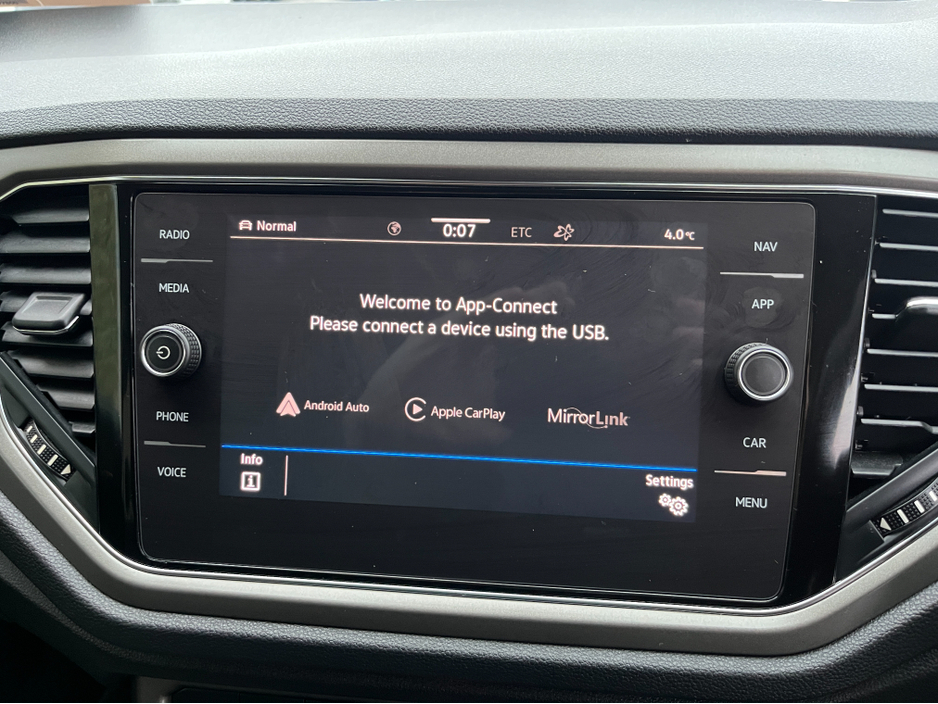 RADIO
MEDIA
PHONE
VOICE
Normal
0:07
ETC
4.0°C
Welcome to App-Connect
Please connect a device using the USB.
Android Auto
Apple CarPlay
MirrorLink
Info
i
Settings
NAV
APP
CAR
MENU